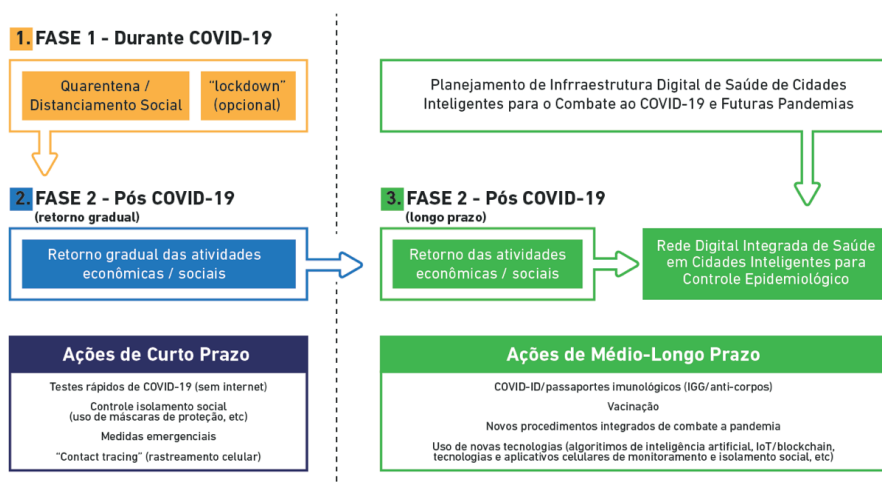 1. FASE 1 - Durante COVID-19
Quarentena /
Distanciamento Social
“lockdown”
(opcional)
Planejamento de Infrraestrutura Digital de Saúde de Cidades
Inteligentes para o Combate ao COVID-19 e Futuras Pandemias
2. FASE 2 - Pós COVID-19
(retorno gradual)
Retorno gradual das atividades
econômicas / sociais
3. FASE 2 - Pós COVID-19
(longo prazo)
Retorno das atividades
econômicas / sociais
Rede Digital Integrada de Saúde
em Cidades Inteligentes para
Controle Epidemiológico
Ações de Curto Prazo
Testes rápidos de COVID-19 (sem internet)
Controle isolamento social
(uso de máscaras de proteção, etc)
Medidas emergenciais
“Contact tracing” (rastreamento celular)
Ações de Médio-Longo Prazo
COVID-ID/passaportes imunológicos (IGG/anti-corpos)
Vacinação
Novos procedimentos integrados de combate a pandemia
Uso de novas tecnologias (algoritimos de inteligência artificial, IoT/blockchain,
tecnologias e aplicativos celulares de monitoramento e isolamento social, etc)